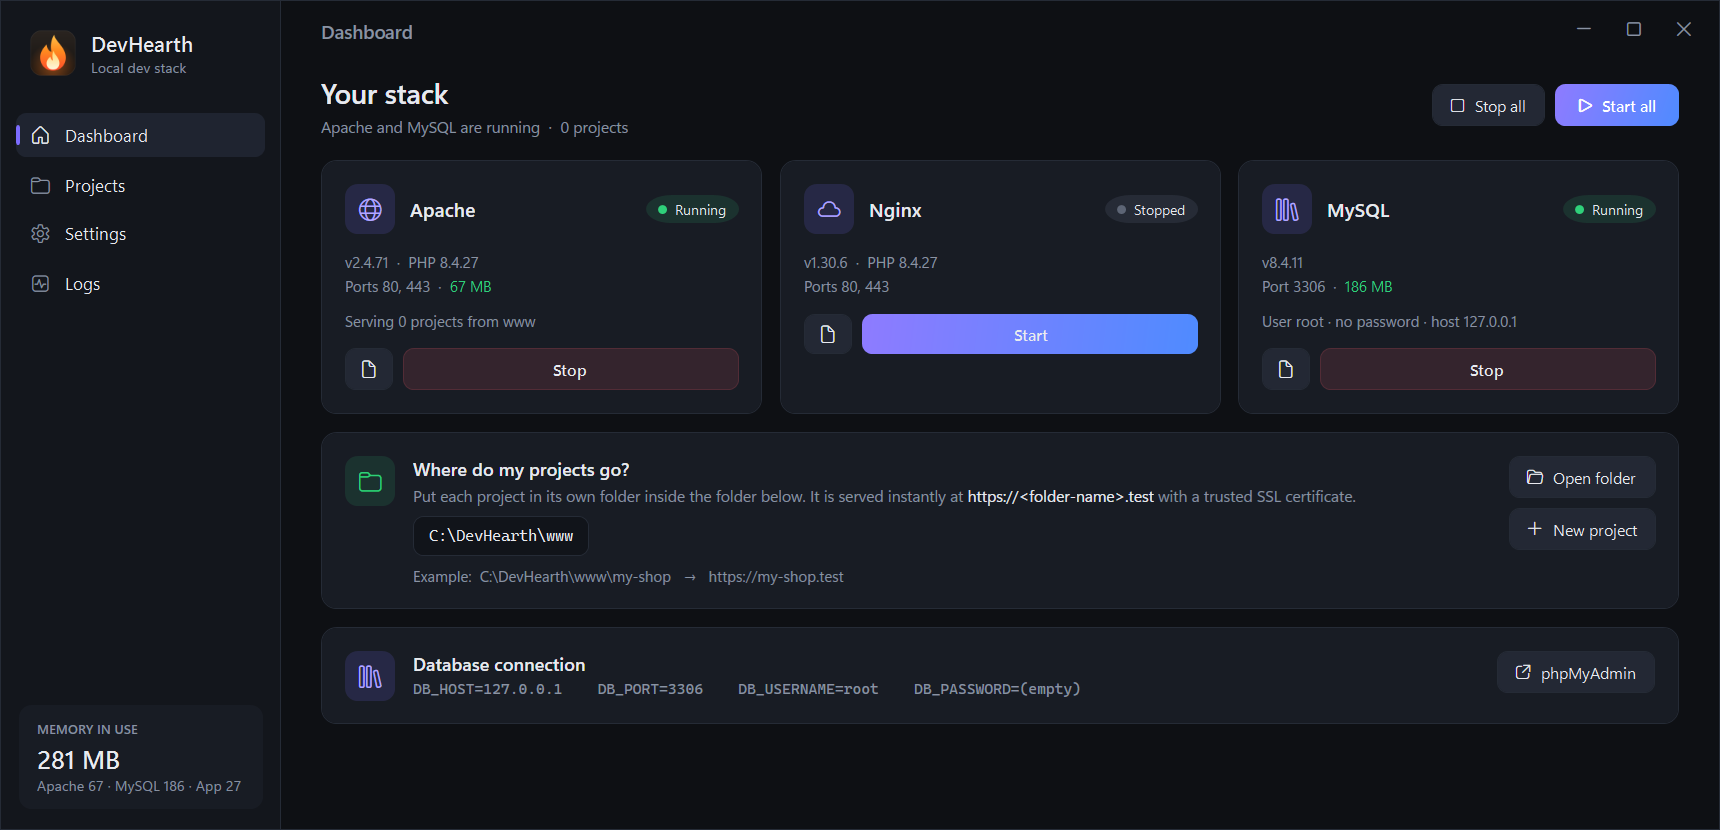 DevHearth
Local dev stack
Dashboard
Projects
Settings
Logs
MEMORY IN USE
281 MB
Apache 67 · MySQL 186 · App 27
Dashboard
Your stack
Apache and MySQL are running · 0 projects
Stop all
Start all
Apache
Running
v2.4.71 · PHP 8.4.27
Ports 80, 443 · 67 MB
Serving 0 projects from www
Stop
Nginx
Stopped
v1.30.6 · PHP 8.4.27
Ports 80, 443
Start
MySQL
Running
v8.4.11
Port 3306 · 186 MB
User root · no password · host 127.0.0.1
Stop
Where do my projects go?
Put each project in its own folder inside the folder below. It is served instantly at https://<folder-name>.test with a trusted SSL certificate.
C:\DevHearth\www
Example: C:\DevHearth\www\my-shop → https://my-shop.test
Open folder
New project
Database connection
DB_HOST=127.0.0.1 DB_PORT=3306 DB_USERNAME=root DB_PASSWORD=(empty)
phpMyAdmin